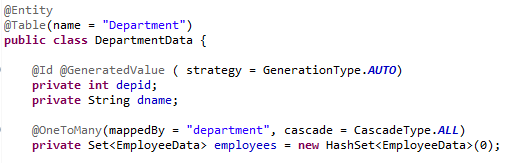 @Entity
@Table(name = "Department")
public class DepartmentData {
@Id @GeneratedValue ( strategy = GenerationType.AUTO)
private int depid;
private String dname;
@OneToMany(mappedBy = "department", cascade = CascadeType.ALL)
private Set<EmployeeData> employees = new HashSet<EmployeeData>(0);